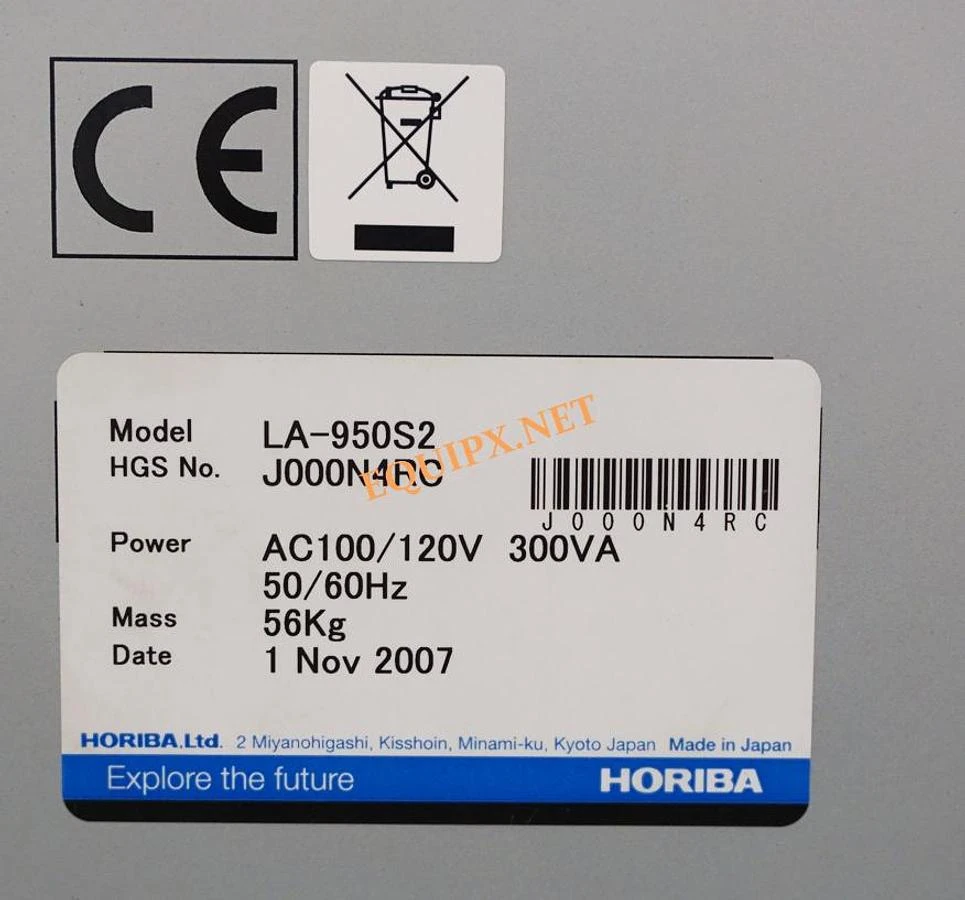 CE
Model LA-950S2
HGS No. J000N4RC
EQUIPX.NET
J000N4RC
Power AC100/120V 300VA
50/60Hz
Mass 56Kg
Date 1 Nov 2007
HORIBA,Ltd. 2 Miyanohigashi, Kisshoin, Minami-ku, Kyoto Japan Made in Japan
Explore the future HORIBA